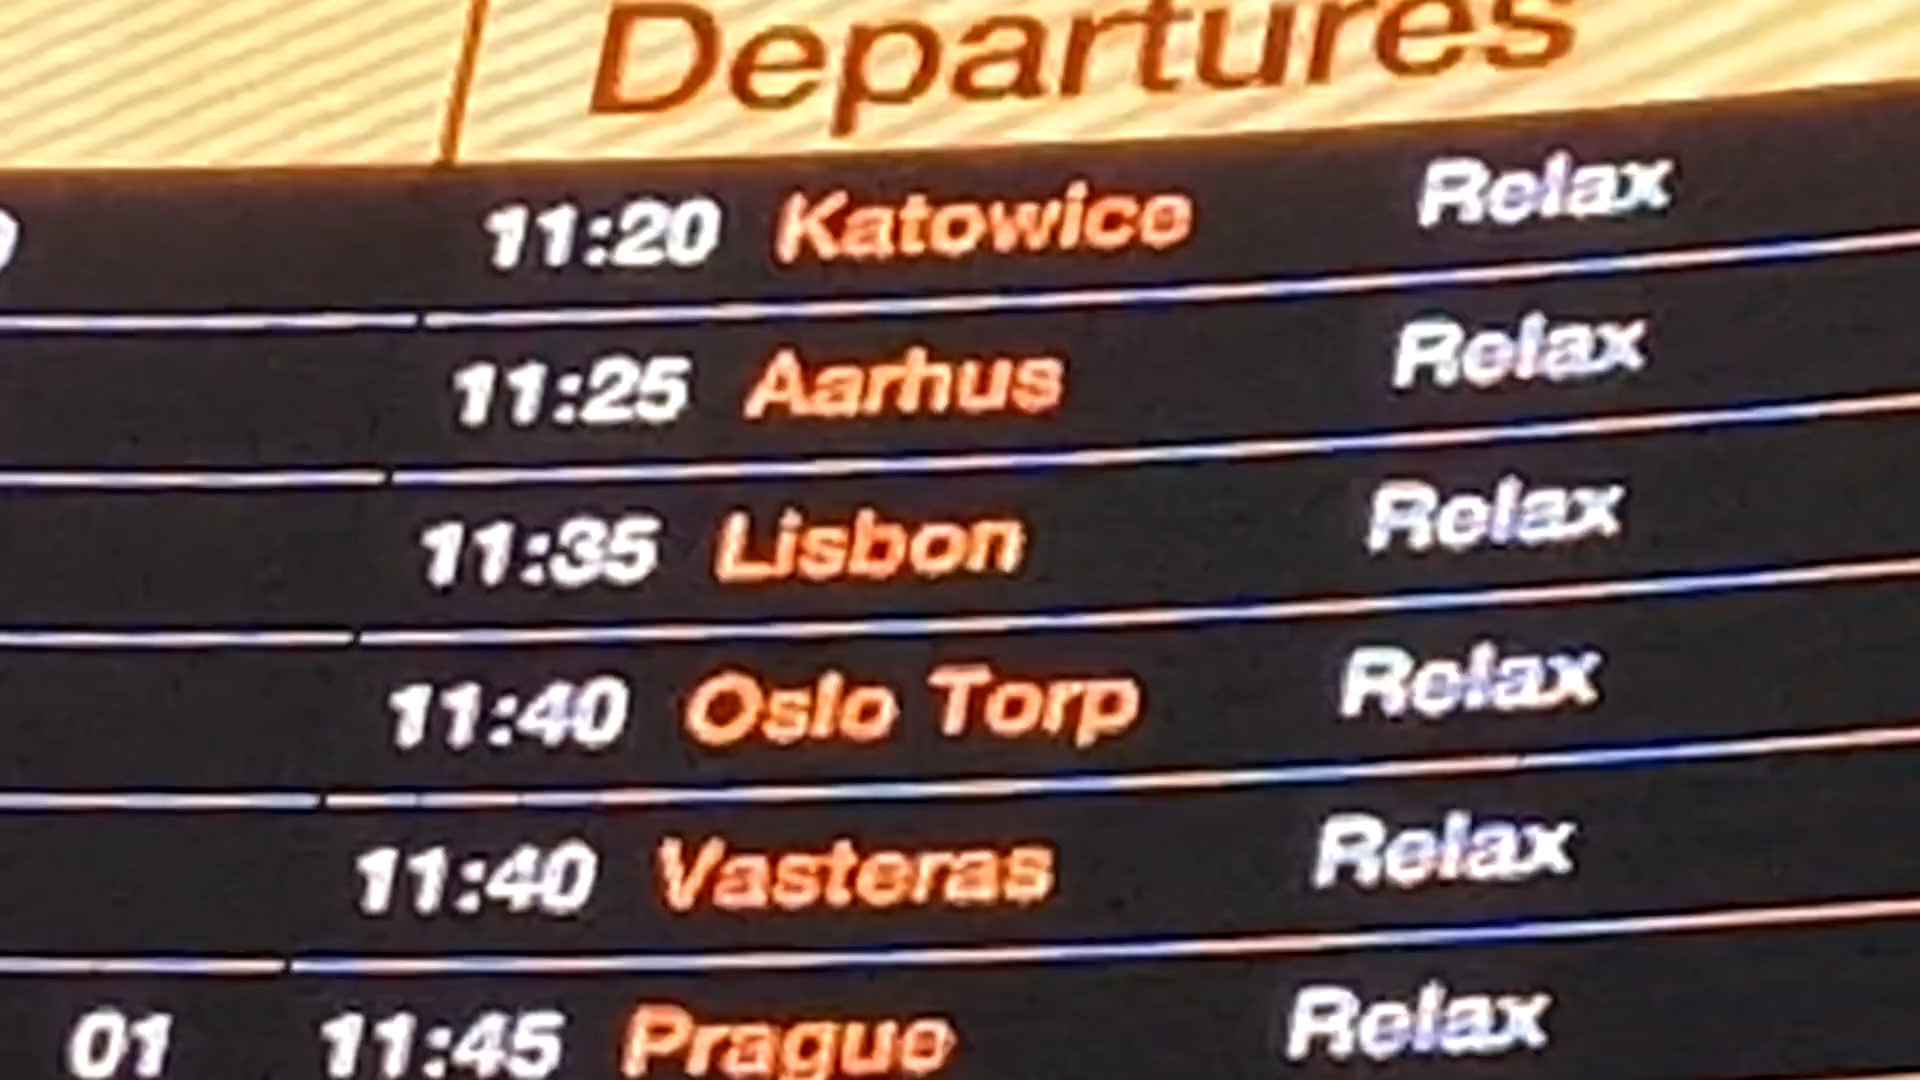 Departures
11:20 Katowice Relax
11:25 Aarhus Relax
11:35 Lisbon Relax
11:40 Oslo Torp Relax
11:40 Vasteras Relax
01 11:45 Prague Relax